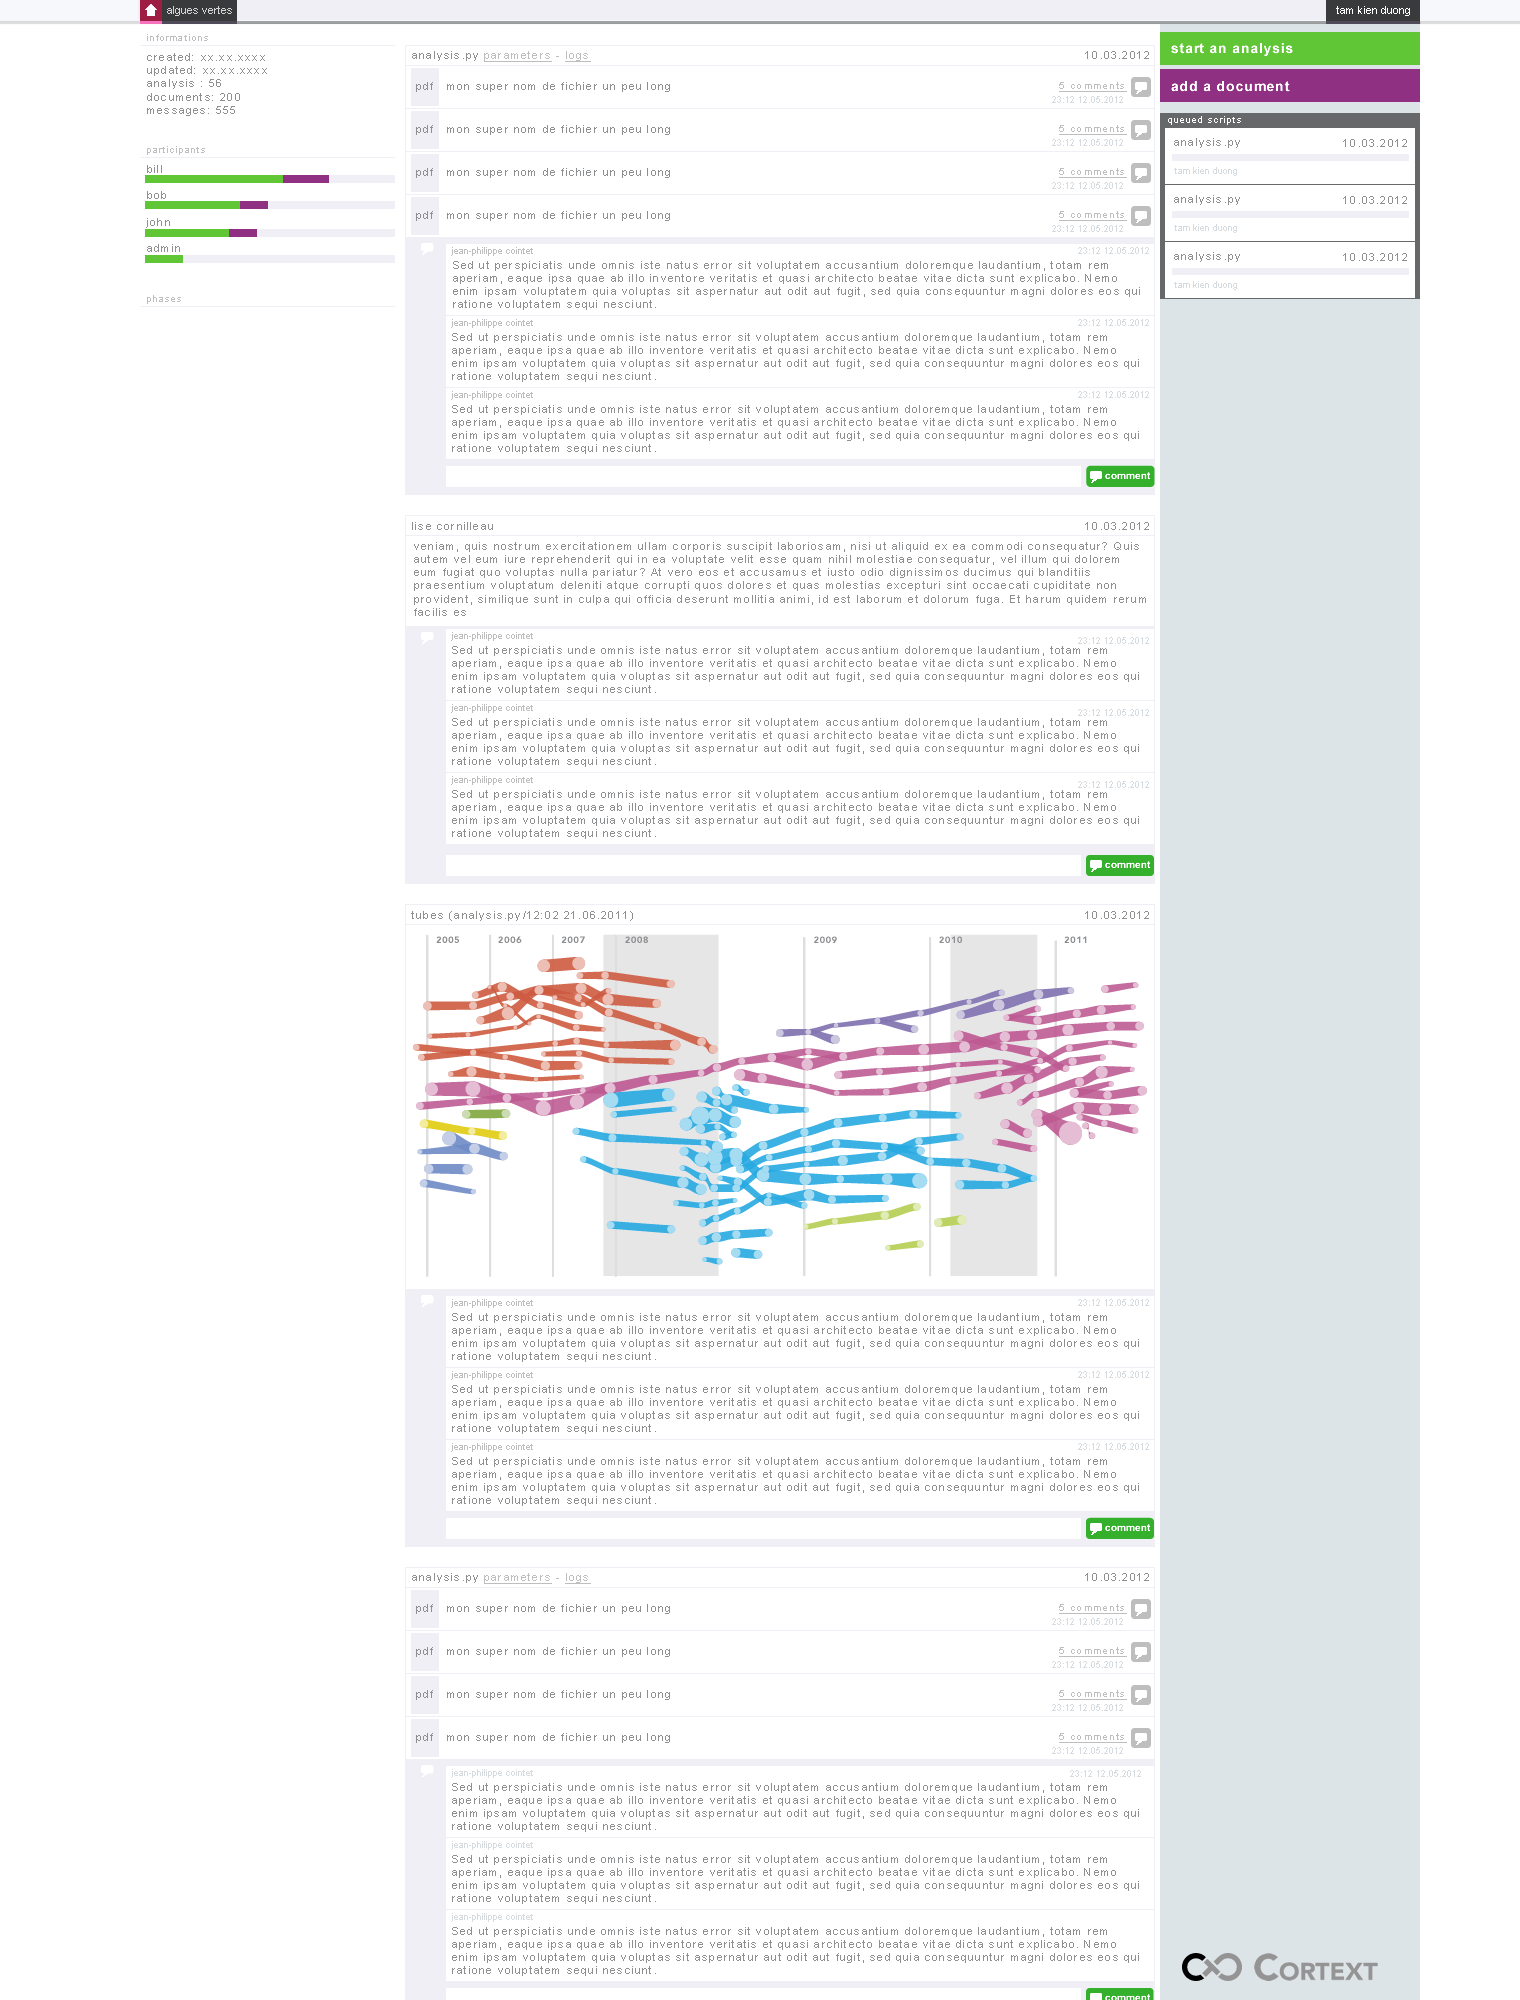 algues vertes
tam kien duong
informations
created: xx.xx.xxxx
updated: xx.xx.xxxx
analysis : 56
documents: 200
messages: 555
participants
bill
bob
john
admin
phases
analysis.py parameters - logs 10.03.2012
pdf mon super nom de fichier un peu long 5 comments
23:12 12.05.2012
pdf mon super nom de fichier un peu long 5 comments
23:12 12.05.2012
pdf mon super nom de fichier un peu long 5 comments
23:12 12.05.2012
pdf mon super nom de fichier un peu long 5 comments
23:12 12.05.2012
jean-philippe cointet 23:12 12.05.2012
Sed ut perspiciatis unde omnis iste natus error sit voluptatem accusantium doloremque laudantium, totam rem
aperiam, eaque ipsa quae ab illo inventore veritatis et quasi architecto beatae vitae dicta sunt explicabo. Nemo
enim ipsam voluptatem quia voluptas sit aspernatur aut odit aut fugit, sed quia consequuntur magni dolores eos qui
ratione voluptatem sequi nesciunt.
jean-philippe cointet 23:12 12.05.2012
Sed ut perspiciatis unde omnis iste natus error sit voluptatem accusantium doloremque laudantium, totam rem
aperiam, eaque ipsa quae ab illo inventore veritatis et quasi architecto beatae vitae dicta sunt explicabo. Nemo
enim ipsam voluptatem quia voluptas sit aspernatur aut odit aut fugit, sed quia consequuntur magni dolores eos qui
ratione voluptatem sequi nesciunt.
jean-philippe cointet 23:12 12.05.2012
Sed ut perspiciatis unde omnis iste natus error sit voluptatem accusantium doloremque laudantium, totam rem
aperiam, eaque ipsa quae ab illo inventore veritatis et quasi architecto beatae vitae dicta sunt explicabo. Nemo
enim ipsam voluptatem quia voluptas sit aspernatur aut odit aut fugit, sed quia consequuntur magni dolores eos qui
ratione voluptatem sequi nesciunt.
comment
lise cornilleau 10.03.2012
veniam, quis nostrum exercitationem ullam corporis suscipit laboriosam, nisi ut aliquid ex ea commodi consequatur? Quis
autem vel eum iure reprehenderit qui in ea voluptate velit esse quam nihil molestiae consequatur, vel illum qui dolorem
eum fugiat quo voluptas nulla pariatur? At vero eos et accusamus et iusto odio dignissimos ducimus qui blanditiis
praesentium voluptatum deleniti atque corrupti quos dolores et quas molestias excepturi sint occaecati cupiditate non
provident, similique sunt in culpa qui officia deserunt mollitia animi, id est laborum et dolorum fuga. Et harum quidem rerum
facilis es
jean-philippe cointet 23:12 12.05.2012
Sed ut perspiciatis unde omnis iste natus error sit voluptatem accusantium doloremque laudantium, totam rem
aperiam, eaque ipsa quae ab illo inventore veritatis et quasi architecto beatae vitae dicta sunt explicabo. Nemo
enim ipsam voluptatem quia voluptas sit aspernatur aut odit aut fugit, sed quia consequuntur magni dolores eos qui
ratione voluptatem sequi nesciunt.
jean-philippe cointet 23:12 12.05.2012
Sed ut perspiciatis unde omnis iste natus error sit voluptatem accusantium doloremque laudantium, totam rem
aperiam, eaque ipsa quae ab illo inventore veritatis et quasi architecto beatae vitae dicta sunt explicabo. Nemo
enim ipsam voluptatem quia voluptas sit aspernatur aut odit aut fugit, sed quia consequuntur magni dolores eos qui
ratione voluptatem sequi nesciunt.
jean-philippe cointet 23:12 12.05.2012
Sed ut perspiciatis unde omnis iste natus error sit voluptatem accusantium doloremque laudantium, totam rem
aperiam, eaque ipsa quae ab illo inventore veritatis et quasi architecto beatae vitae dicta sunt explicabo. Nemo
enim ipsam voluptatem quia voluptas sit aspernatur aut odit aut fugit, sed quia consequuntur magni dolores eos qui
ratione voluptatem sequi nesciunt.
comment
tubes (analysis.py/12:02 21.06.2011) 10.03.2012
2005 2006 2007 2008 2009 2010 2011
jean-philippe cointet 23:12 12.05.2012
Sed ut perspiciatis unde omnis iste natus error sit voluptatem accusantium doloremque laudantium, totam rem
aperiam, eaque ipsa quae ab illo inventore veritatis et quasi architecto beatae vitae dicta sunt explicabo. Nemo
enim ipsam voluptatem quia voluptas sit aspernatur aut odit aut fugit, sed quia consequuntur magni dolores eos qui
ratione voluptatem sequi nesciunt.
jean-philippe cointet 23:12 12.05.2012
Sed ut perspiciatis unde omnis iste natus error sit voluptatem accusantium doloremque laudantium, totam rem
aperiam, eaque ipsa quae ab illo inventore veritatis et quasi architecto beatae vitae dicta sunt explicabo. Nemo
enim ipsam voluptatem quia voluptas sit aspernatur aut odit aut fugit, sed quia consequuntur magni dolores eos qui
ratione voluptatem sequi nesciunt.
jean-philippe cointet 23:12 12.05.2012
Sed ut perspiciatis unde omnis iste natus error sit voluptatem accusantium doloremque laudantium, totam rem
aperiam, eaque ipsa quae ab illo inventore veritatis et quasi architecto beatae vitae dicta sunt explicabo. Nemo
enim ipsam voluptatem quia voluptas sit aspernatur aut odit aut fugit, sed quia consequuntur magni dolores eos qui
ratione voluptatem sequi nesciunt.
comment
analysis.py parameters - logs 10.03.2012
pdf mon super nom de fichier un peu long 5 comments
23:12 12.05.2012
pdf mon super nom de fichier un peu long 5 comments
23:12 12.05.2012
pdf mon super nom de fichier un peu long 5 comments
23:12 12.05.2012
pdf mon super nom de fichier un peu long 5 comments
23:12 12.05.2012
jean-philippe cointet 23:12 12.05.2012
Sed ut perspiciatis unde omnis iste natus error sit voluptatem accusantium doloremque laudantium, totam rem
aperiam, eaque ipsa quae ab illo inventore veritatis et quasi architecto beatae vitae dicta sunt explicabo. Nemo
enim ipsam voluptatem quia voluptas sit aspernatur aut odit aut fugit, sed quia consequuntur magni dolores eos qui
ratione voluptatem sequi nesciunt.
jean-philippe cointet
Sed ut perspiciatis unde omnis iste natus error sit voluptatem accusantium doloremque laudantium, totam rem
aperiam, eaque ipsa quae ab illo inventore veritatis et quasi architecto beatae vitae dicta sunt explicabo. Nemo
enim ipsam voluptatem quia voluptas sit aspernatur aut odit aut fugit, sed quia consequuntur magni dolores eos qui
ratione voluptatem sequi nesciunt.
jean-philippe cointet
Sed ut perspiciatis unde omnis iste natus error sit voluptatem accusantium doloremque laudantium, totam rem
aperiam, eaque ipsa quae ab illo inventore veritatis et quasi architecto beatae vitae dicta sunt explicabo. Nemo
enim ipsam voluptatem quia voluptas sit aspernatur aut odit aut fugit, sed quia consequuntur magni dolores eos qui
ratione voluptatem sequi nesciunt.
comment
start an analysis
add a document
queued scripts
analysis.py 10.03.2012
tam kien duong
analysis.py 10.03.2012
tam kien duong
analysis.py 10.03.2012
tam kien duong
CORTEXT